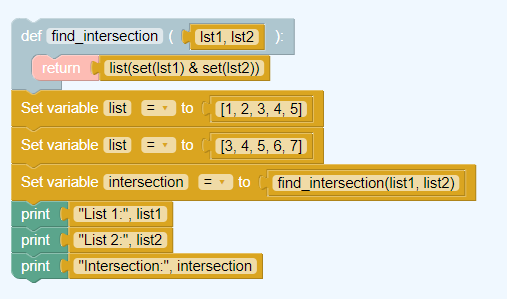 def find_intersection ( lst1, lst2 ):
return list(set(lst1) & set(lst2))
Set variable list = to [1, 2, 3, 4, 5]
Set variable list = to [3, 4, 5, 6, 7]
Set variable intersection = to find_intersection(list1, list2)
print "List 1:", list1
print "List 2:", list2
print "Intersection:", intersection